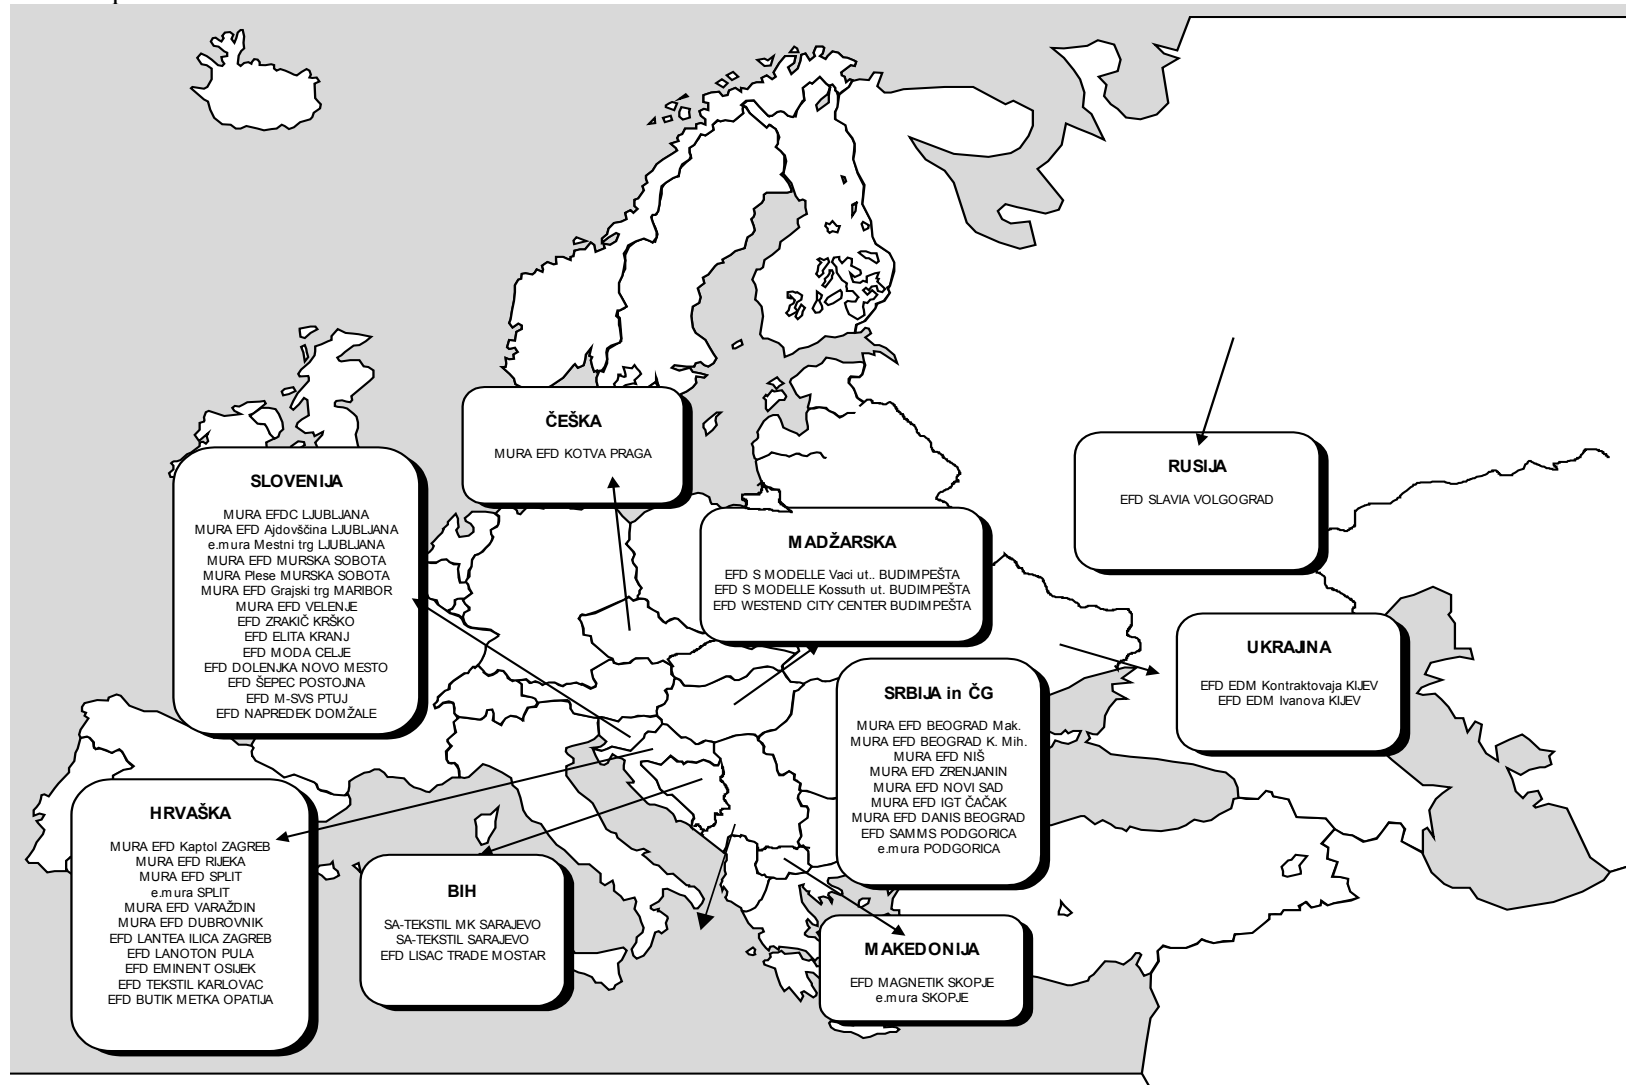 ČEŠKA
MURA EFD KOTVA PRAGA
RUSIJA
EFD SLAVIA VOLGOGRAD
SLOVENIJA
MURA EFDC LJUBLJANA
MURA EFD Ajdovščina LJUBLJANA
e.mura Mestni trg LJUBLJANA
MURA EFD MURSKA SOBOTA
MURA Plese MURSKA SOBOTA
MURA EFD Grajski trg MARIBOR
MURA EFD VELENJE
EFD ZRAKIČ KRŠKO
EFD ELITA KRANJ
EFD MODA CELJE
EFD DOLENJKA NOVO MESTO
EFD ŠEPEC POSTOJNA
EFD M-SVS PTUJ
EFD NAPREDEK DOMŽALE
MADŽARSKA
EFD S MODELLE Vaci ut.. BUDIMPEŠTA
EFD S MODELLE Kossuth ut. BUDIMPEŠTA
EFD WESTEND CITY CENTER BUDIMPEŠTA
UKRAJINA
EFD EDM Kontraktovaja KIJEV
EFD EDM Ivanova KIJEV
SRBIJA in ČG
MURA EFD BEOGRAD Mak.
MURA EFD BEOGRAD K. Mih.
MURA EFD NIŠ
MURA EFD ZRENJANIN
MURA EFD NOVI SAD
MURA EFD IGT ČAČAK
MURA EFD DANIS BEOGRAD
EFD SAMMS PODGORICA
e.mura PODGORICA
HRVAŠKA
MURA EFD Kaptol ZAGREB
MURA EFD RIJEKA
MURA EFD SPLIT
e.mura SPLIT
MURA EFD VARAŽDIN
MURA EFD DUBROVNIK
EFD LANTEA ILICA ZAGREB
EFD LANOTON PULA
EFD EMINENT OSIJEK
EFD TEKSTIL KARLOVAC
EFD BUTIK METKA OPATIJA
BIH
SA-TEKSTIL MK SARAJEVO
SA-TEKSTIL SARAJEVO
EFD LISAC TRADE MOSTAR
MAKEDONIJA
EFD MAGNETIK SKOPJE
e.mura SKOPJE